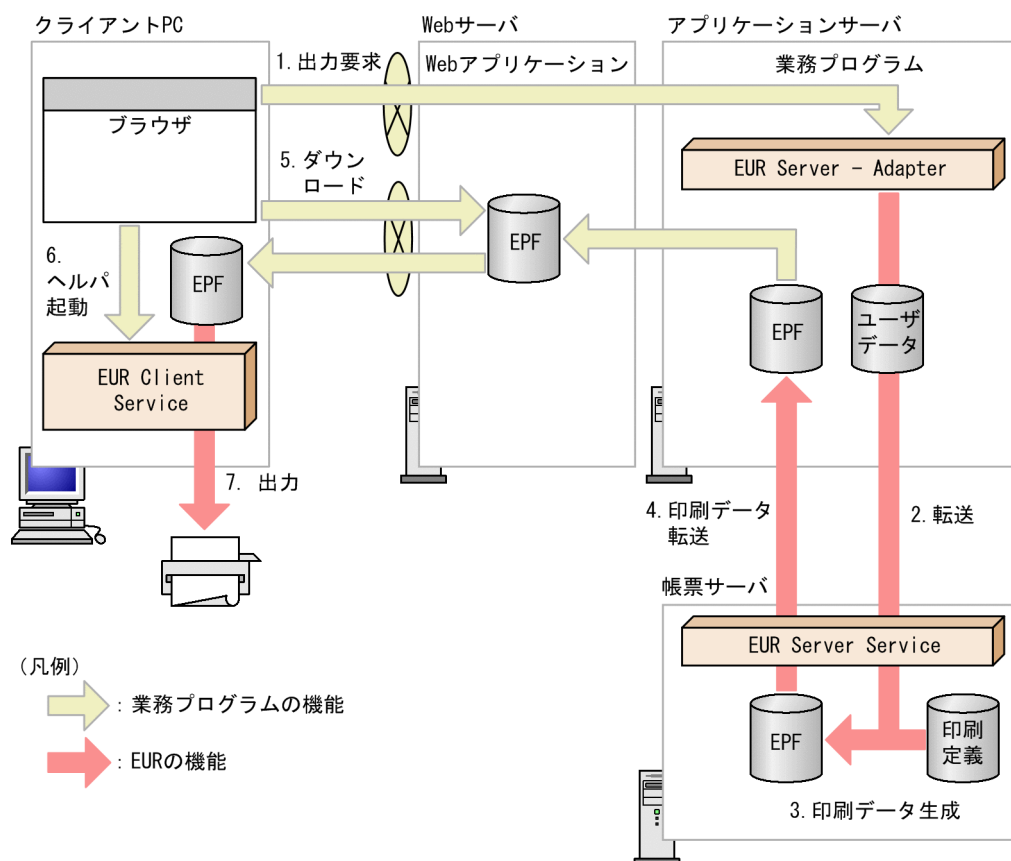 クライアントPC
Webサーバ
アプリケーションサーバ
1. 出力要求
Webアプリケーション
業務プログラム
ブラウザ
EUR Server － Adapter
5. ダウン
ロード
EPF
6.
ヘルパ
起動
EPF
EPF
ユーザ
データ
EUR Client
Service
7. 出力
4. 印刷データ
転送
2. 転送
帳票サーバ
EUR Server Service
（凡例）
：業務プログラムの機能
：EURの機能
EPF
印刷
定義
3. 印刷データ生成